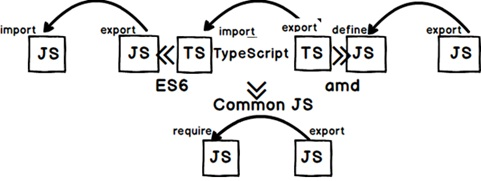 import export import export define export
JS JS TS TypeScript TS JS JS
ES6 amd
Common JS
require export
JS JS